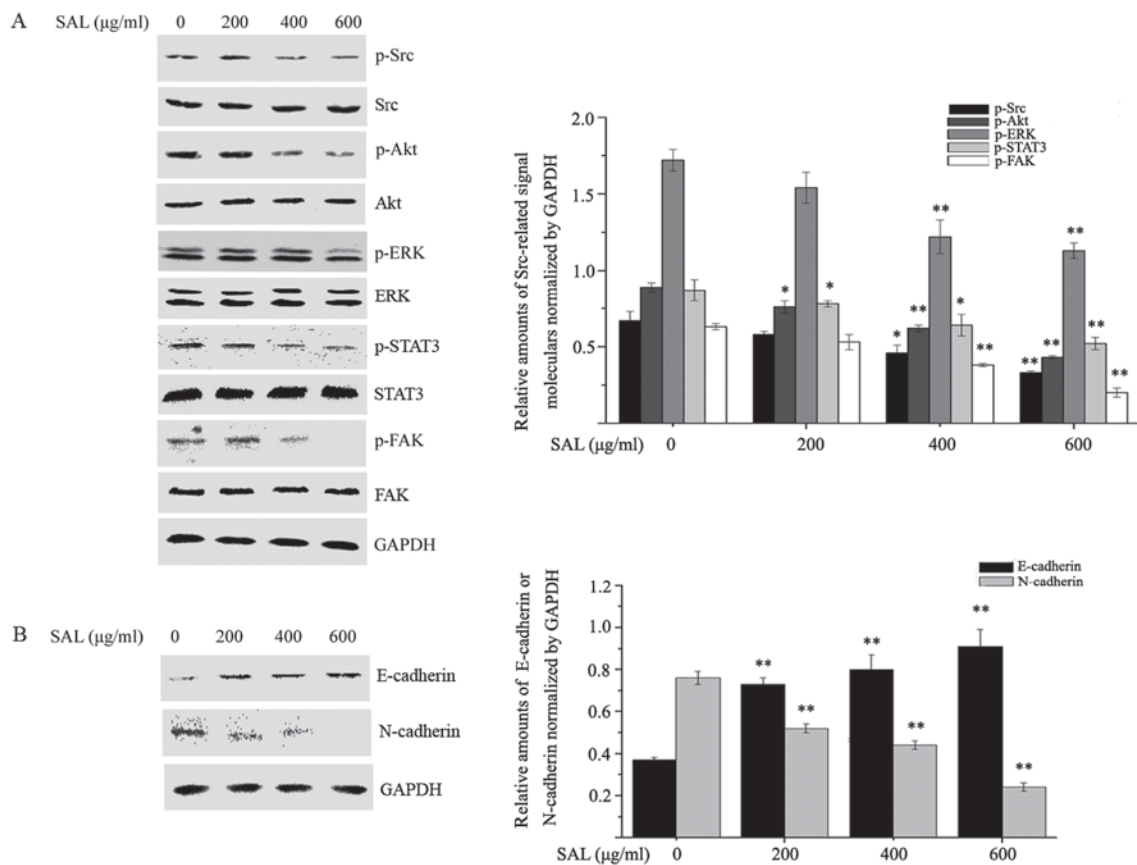 A
SAL (μg/ml) 0 200 400 600
p-Src
Src
p-Akt
Akt
p-ERK
ERK
p-STAT3
STAT3
p-FAK
FAK
GAPDH
p-Src
p-Akt
p-ERK
p-STAT3
p-FAK
Relative amounts of Src-related signal
moleculars normalized by GAPDH
2.0
1.5
1.0
0.5
* *
* ** ** * **
** ** ** ** **
SAL (μg/ml) 0 200 400 600
B
SAL (μg/ml) 0 200 400 600
E-cadherin
N-cadherin
GAPDH
E-cadherin
N-cadherin
Relative amounts of E-cadherin or
N-cadherin normalized by GAPDH
1.2
1.0
0.8
0.6
0.4
0.2
** **
** **
** **
SAL (μg/ml) 0 200 400 600